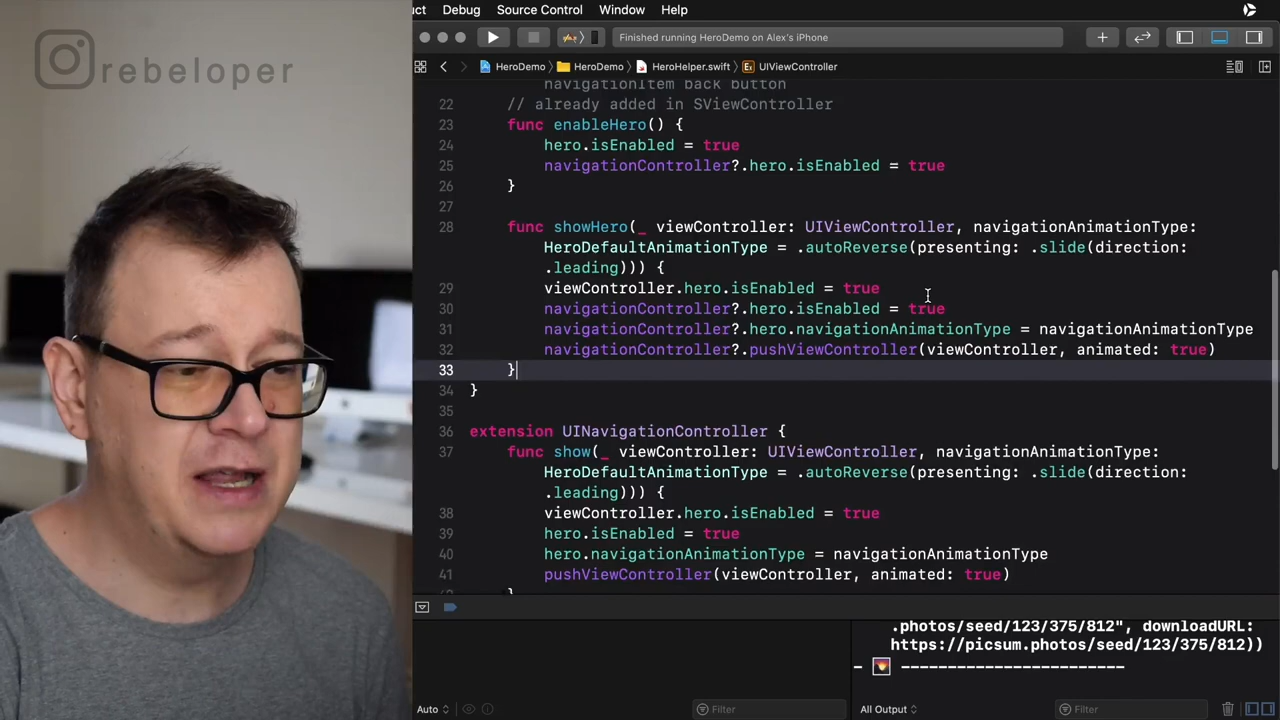 rebeloper
uct Debug Source Control Window Help
Finished running HeroDemo on Alex's iPhone
HeroDemo HeroDemo HeroHelper.swift UIViewController
navigationItem back button
22 // already added in SViewController
23 func enableHero() {
24 hero.isEnabled = true
25 navigationController?.hero.isEnabled = true
26 }
27
28 func showHero(_ viewController: UIViewController, navigationAnimationType:
HeroDefaultAnimationType = .autoReverse(presenting: .slide(direction:
.leading))) {
29 viewController.hero.isEnabled = true
30 navigationController?.hero.isEnabled = true
31 navigationController?.hero.navigationAnimationType = navigationAnimationType
32 navigationController?.pushViewController(viewController, animated: true)
33 }
34 }
35
36 extension UINavigationController {
37 func show(_ viewController: UIViewController, navigationAnimationType:
HeroDefaultAnimationType = .autoReverse(presenting: .slide(direction:
.leading))) {
38 viewController.hero.isEnabled = true
39 hero.isEnabled = true
40 hero.navigationAnimationType = navigationAnimationType
41 pushViewController(viewController, animated: true)
.photos/seed/123/375/812", downloadURL:
https://picsum.photos/seed/123/375/812))
- ------------------------
Auto Filter All Output Filter